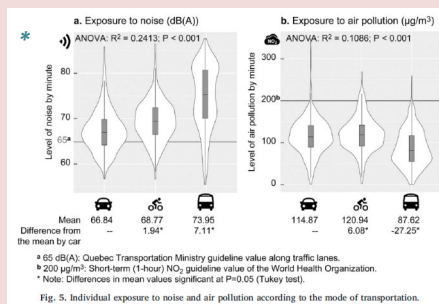 *
a. Exposure to noise (dB(A))
ANOVA: R² = 0.2413; P < 0.001
Level of noise by minute
80
70
65ᵃ
60
Mean 66.84 68.77 73.95
Difference from the mean by car -- 1.94* 7.11*
b. Exposure to air pollution (µg/m³)
NO₂
ANOVA: R² = 0.1086; P < 0.001
Level of air pollution by minute
300
200ᵇ
100
0
114.87 120.94 87.62
-- 6.08* -27.25*
ᵃ 65 dB(A): Quebec Transportation Ministry guideline value along traffic lanes.
ᵇ 200 µg/m³: Short-term (1-hour) NO₂ guideline value of the World Health Organization.
* Note: Differences in mean values significant at P=0.05 (Tukey test).
Fig. 5. Individual exposure to noise and air pollution according to the mode of transportation.